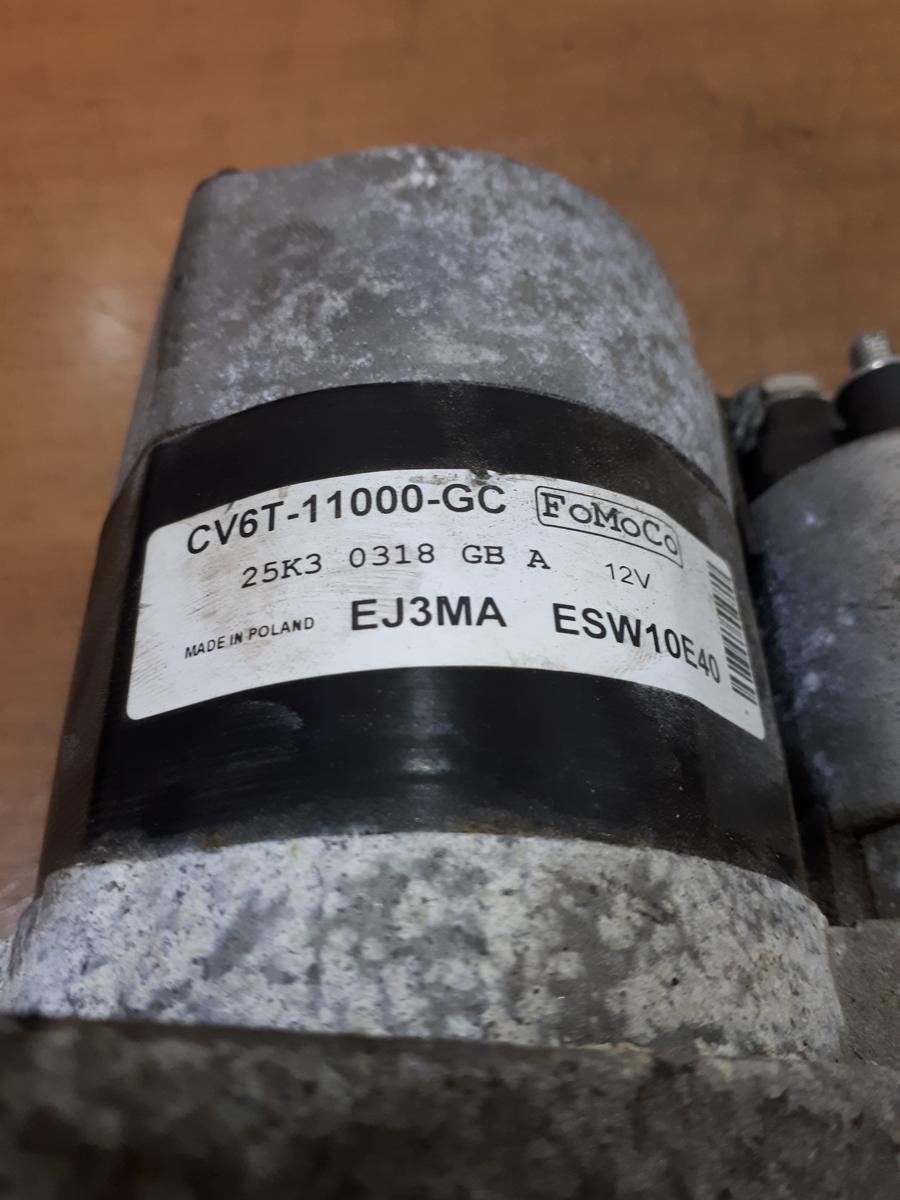 CV6T-11000-GC FoMoCo
25K3 0318 GB A 12V
MADE IN POLAND EJ3MA ESW10E40